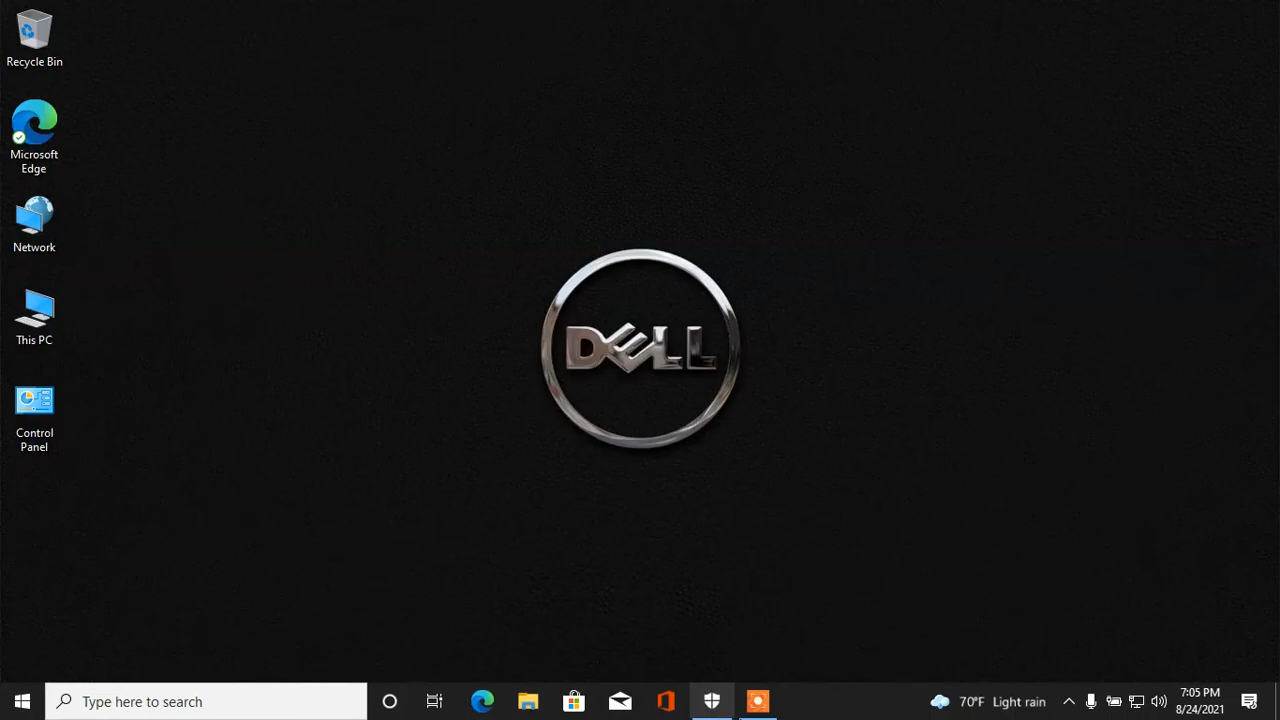 Recycle Bin
Microsoft
Edge
Network
This PC
Control
Panel
DELL
Type here to search
70°F Light rain
7:05 PM
8/24/2021